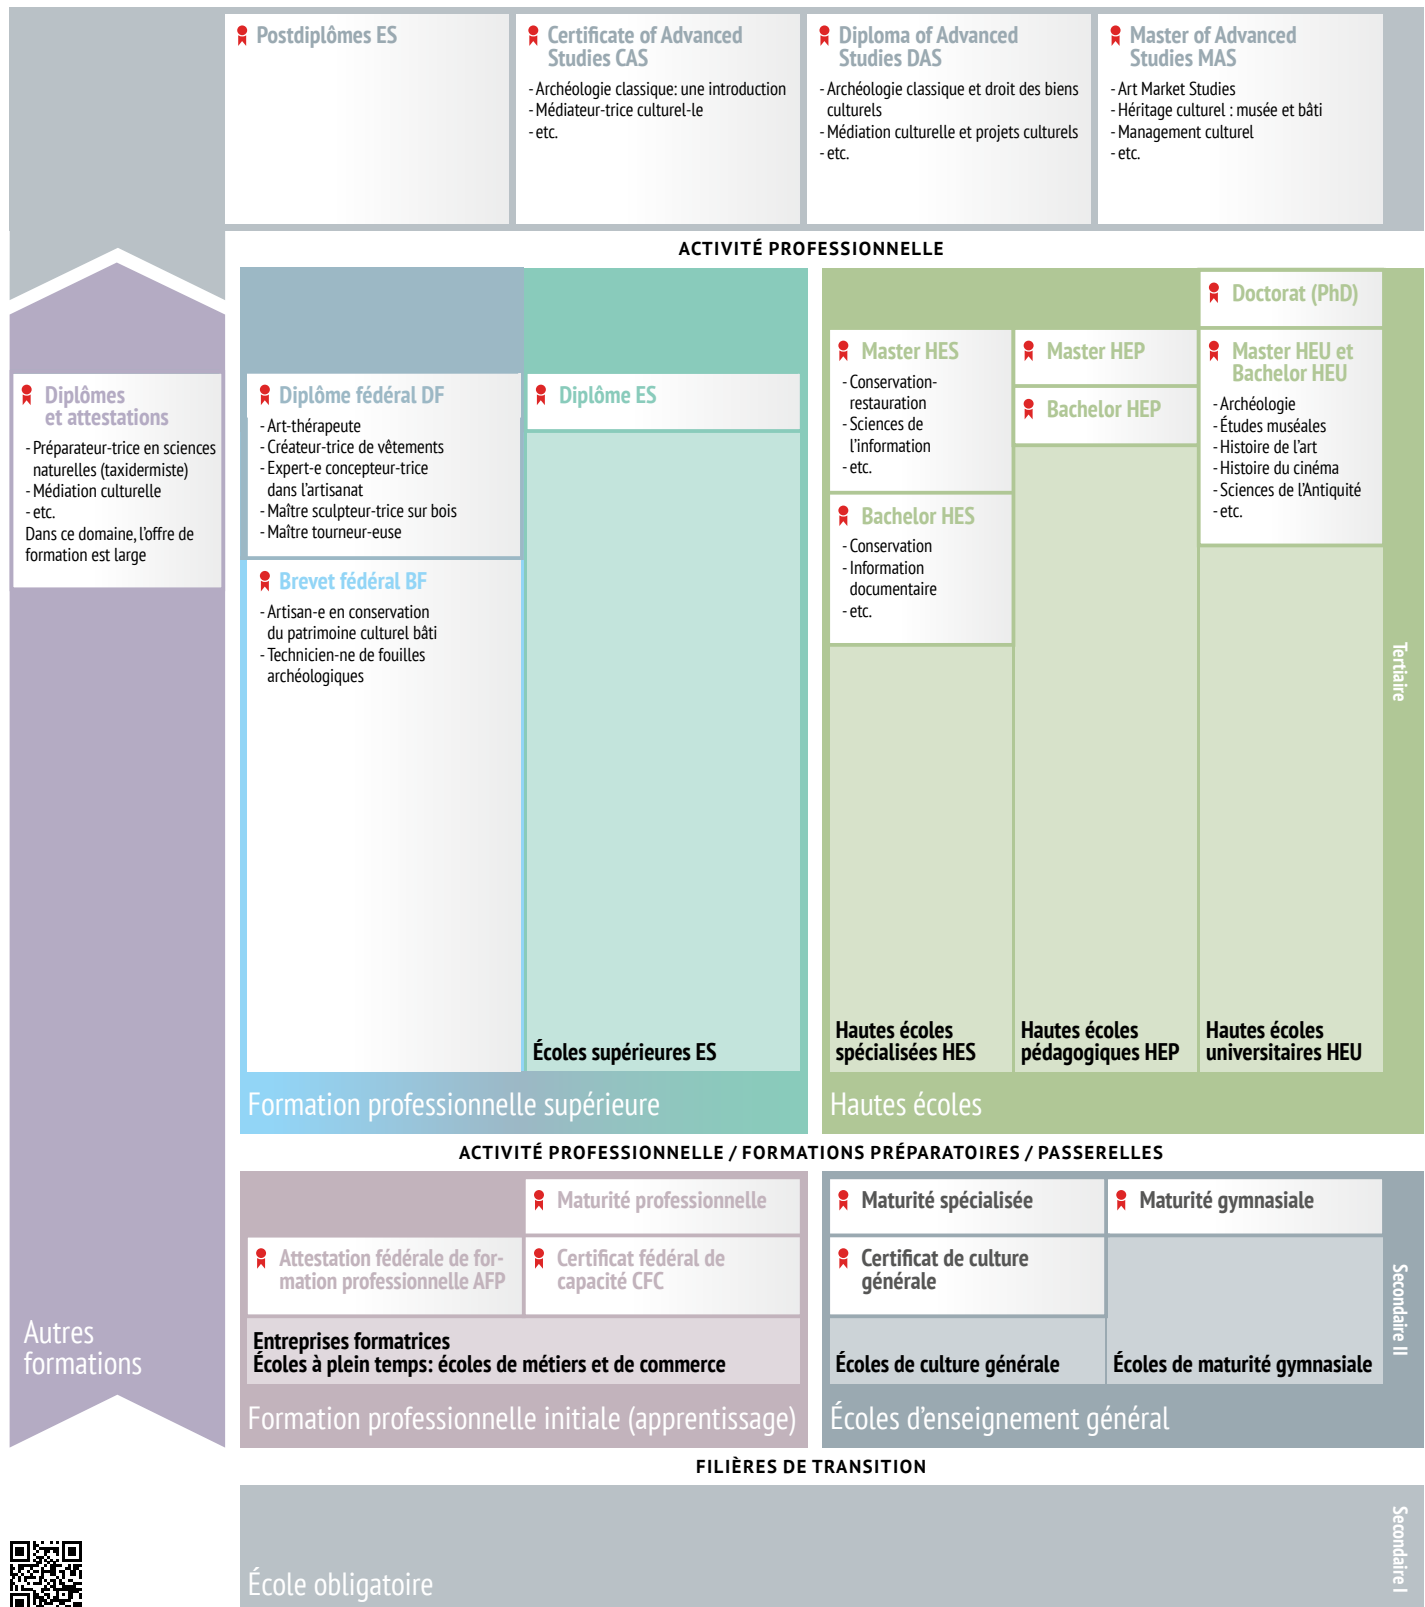 Postdiplômes ES
Certificate of Advanced
Studies CAS
- Archéologie classique: une introduction
- Médiateur-trice culturel-le
- etc.
Diploma of Advanced
Studies DAS
- Archéologie classique et droit des biens
culturels
- Médiation culturelle et projets culturels
- etc.
Master of Advanced
Studies MAS
- Art Market Studies
- Héritage culturel : musée et bâti
- Management culturel
- etc.
ACTIVITÉ PROFESSIONNELLE
Diplômes
et attestations
- Préparateur-trice en sciences
naturelles (taxidermiste)
- Médiation culturelle
- etc.
Dans ce domaine, l'offre de
formation est large
Autres
formations
Diplôme fédéral DF
- Art-thérapeute
- Créateur-trice de vêtements
- Expert-e concepteur-trice
dans l'artisanat
- Maître sculpteur-trice sur bois
- Maître tourneur-euse
Brevet fédéral BF
- Artisan-e en conservation
du patrimoine culturel bâti
- Technicien-ne de fouilles
archéologiques
Diplôme ES
Écoles supérieures ES
Formation professionnelle supérieure
Master HES
- Conservation-
restauration
- Sciences de
l'information
- etc.
Bachelor HES
- Conservation
- Information
documentaire
- etc.
Hautes écoles
spécialisées HES
Master HEP
Bachelor HEP
Hautes écoles
pédagogiques HEP
Doctorat (PhD)
Master HEU et
Bachelor HEU
- Archéologie
- Études muséales
- Histoire de l'art
- Histoire du cinéma
- Sciences de l'Antiquité
- etc.
Hautes écoles
universitaires HEU
Hautes écoles
Tertiaire
ACTIVITÉ PROFESSIONNELLE / FORMATIONS PRÉPARATOIRES / PASSERELLES
Maturité professionnelle
Attestation fédérale de for-
mation professionnelle AFP
Certificat fédéral de
capacité CFC
Entreprises formatrices
Écoles à plein temps: écoles de métiers et de commerce
Formation professionnelle initiale (apprentissage)
Maturité spécialisée
Certificat de culture
générale
Écoles de culture générale
Maturité gymnasiale
Écoles de maturité gymnasiale
Écoles d'enseignement général
Secondaire II
FILIÈRES DE TRANSITION
École obligatoire
Secondaire I